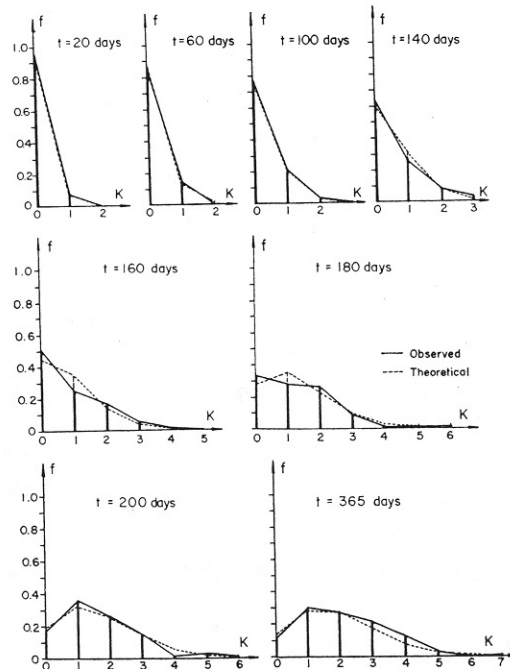 f f f f
t = 20 days t = 60 days t = 100 days t = 140 days
1.0
0.8
0.6
0.4
0.2
0
K K K K
0 1 2 0 1 2 0 1 2 0 1 2 3
f f
t = 160 days t = 180 days
1.0
0.8
0.6
0.4
0.2
0
Observed
Theoretical
K K
0 1 2 3 4 5 0 1 2 3 4 5 6
f f
t = 200 days t = 365 days
1.0
0.8
0.6
0.4
0.2
0
K K
0 1 2 3 4 5 6 0 1 2 3 4 5 6 7